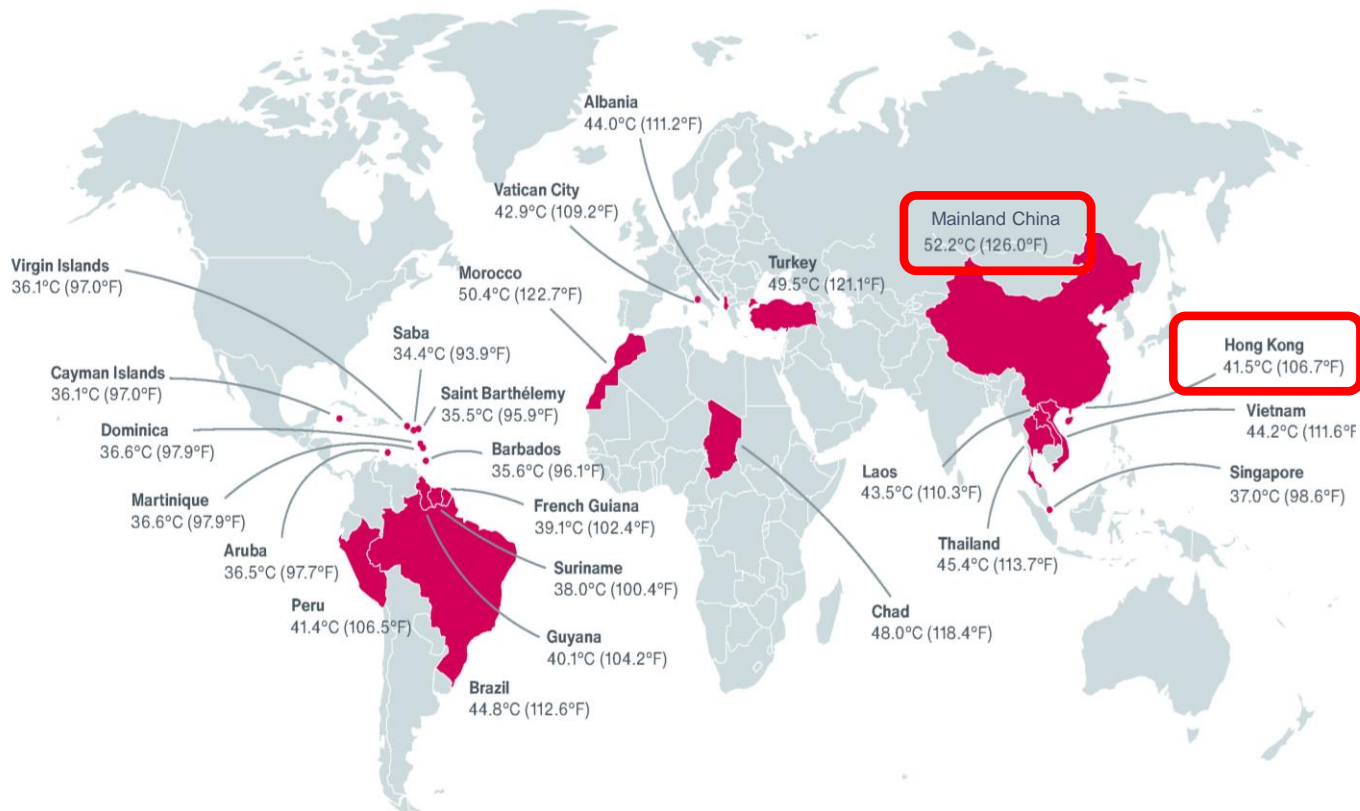 Albania
44.0°C (111.2°F)
Vatican City
42.9°C (109.2°F)
Mainland China
52.2°C (126.0°F)
Virgin Islands
36.1°C (97.0°F)
Morocco
50.4°C (122.7°F)
Turkey
49.5°C (121.1°F)
Saba
34.4°C (93.9°F)
Hong Kong
41.5°C (106.7°F)
Cayman Islands
36.1°C (97.0°F)
Saint Barthélemy
35.5°C (95.9°F)
Vietnam
44.2°C (111.6°F
Dominica
36.6°C (97.9°F)
Barbados
35.6°C (96.1°F)
Laos
43.5°C (110.3°F)
Singapore
37.0°C (98.6°F)
Martinique
36.6°C (97.9°F)
French Guiana
39.1°C (102.4°F)
Thailand
45.4°C (113.7°F)
Aruba
36.5°C (97.7°F)
Suriname
38.0°C (100.4°F)
Peru
41.4°C (106.5°F)
Chad
48.0°C (118.4°F)
Guyana
40.1°C (104.2°F)
Brazil
44.8°C (112.6°F)